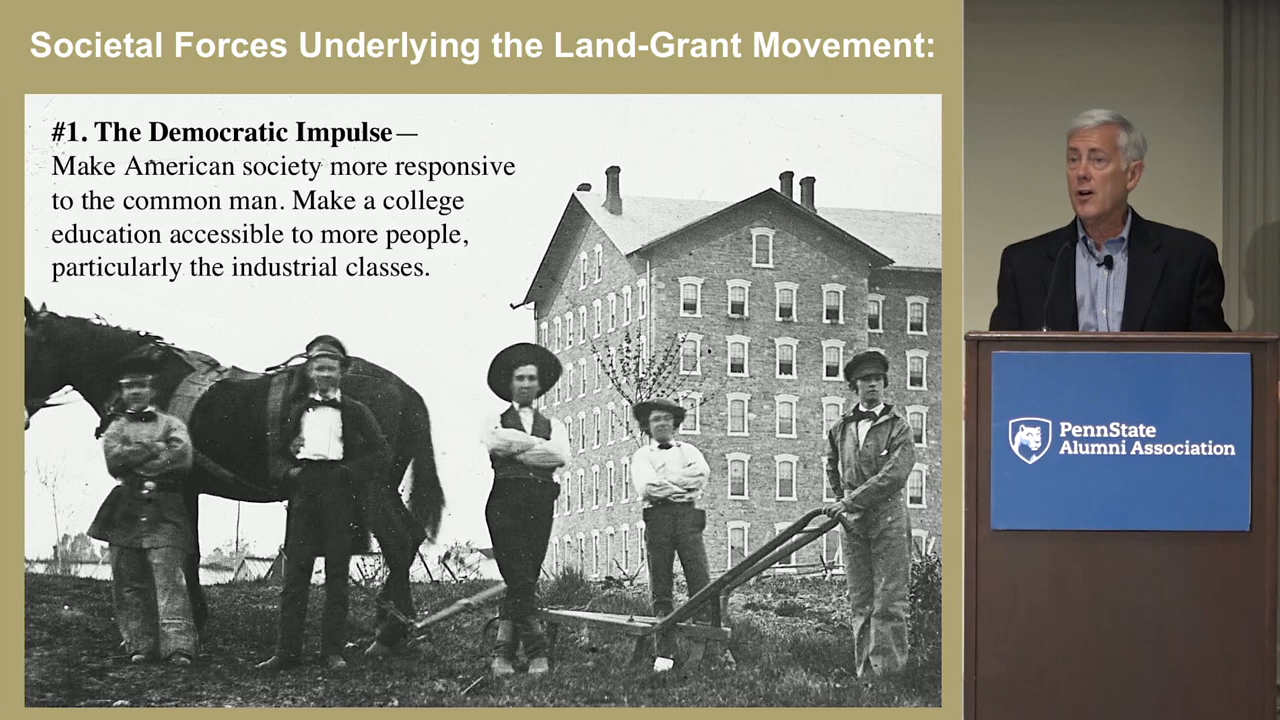 Societal Forces Underlying the Land-Grant Movement:
#1. The Democratic Impulse—
Make American society more responsive
to the common man. Make a college
education accessible to more people,
particularly the industrial classes.
PennState
Alumni Association